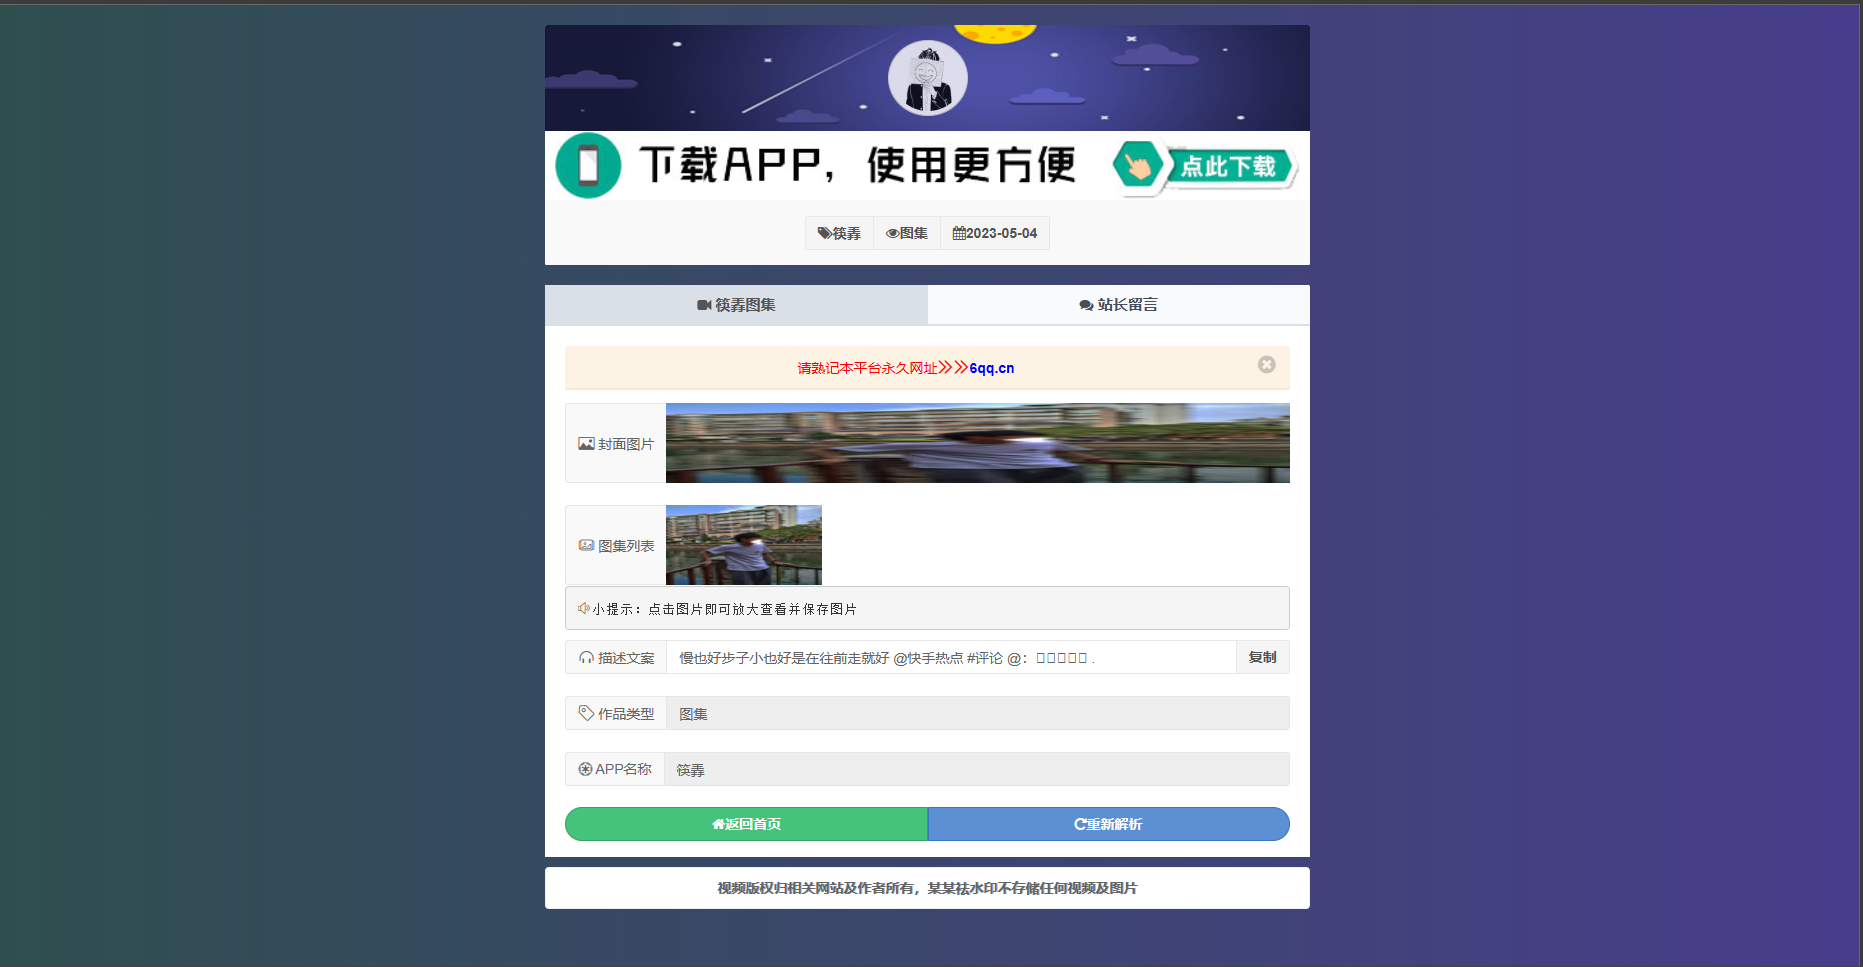 下载APP，使用更方便
点此下载
筷掱 图集 2023-05-04
筷掱图集
站长留言
请熟记本平台永久网址≫≫6qq.cn
封面图片
图集列表
小提示：点击图片即可放大查看并保存图片
描述文案 慢也好步子小也好是在往前走就好 @快手热点 #评论 @：□□□□□ . 复制
作品类型 图集
APP名称 筷掱
返回首页 重新解析
视频版权归相关网站及作者所有，某某祛水印不存储任何视频及图片